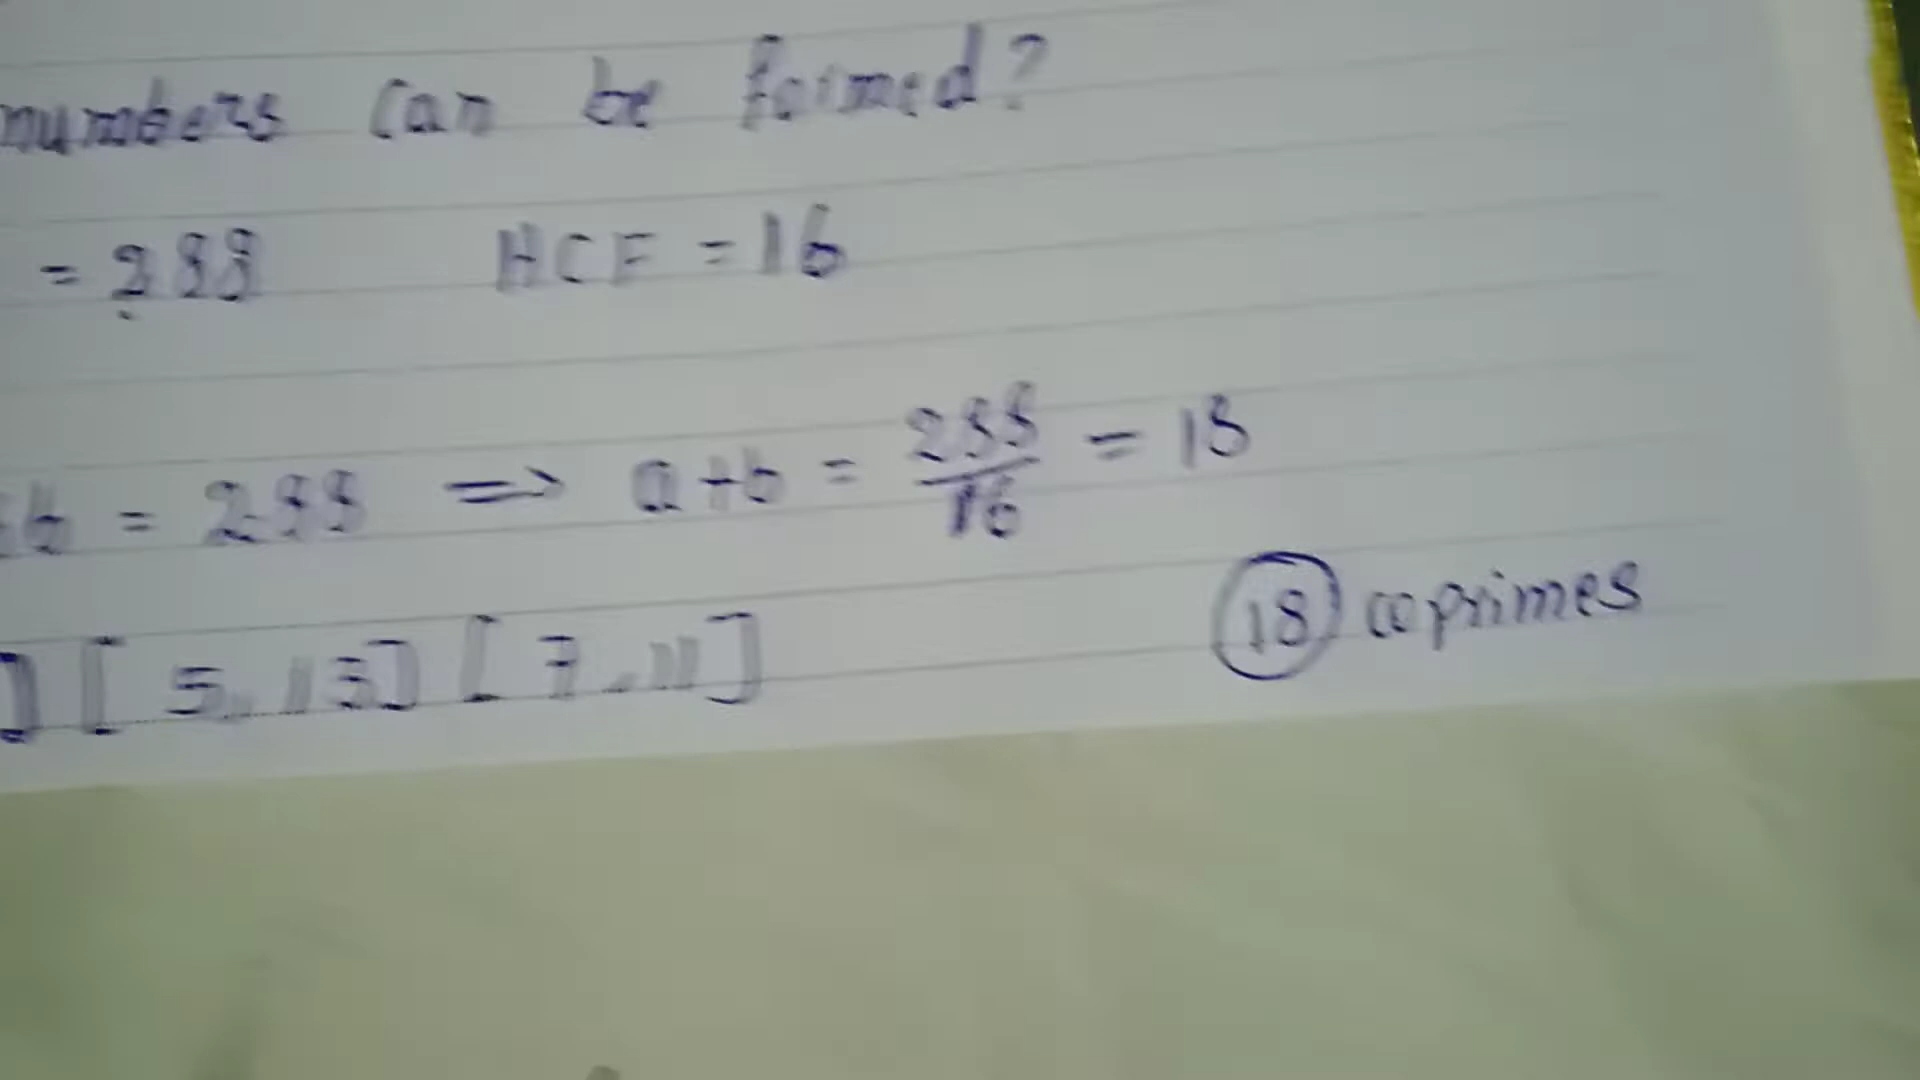 numbers can be formed?
= 288 HCF = 16
b = 288 => a+b = 288/16 = 18
] [ 5, 13] [ 7, 11]
18 coprimes